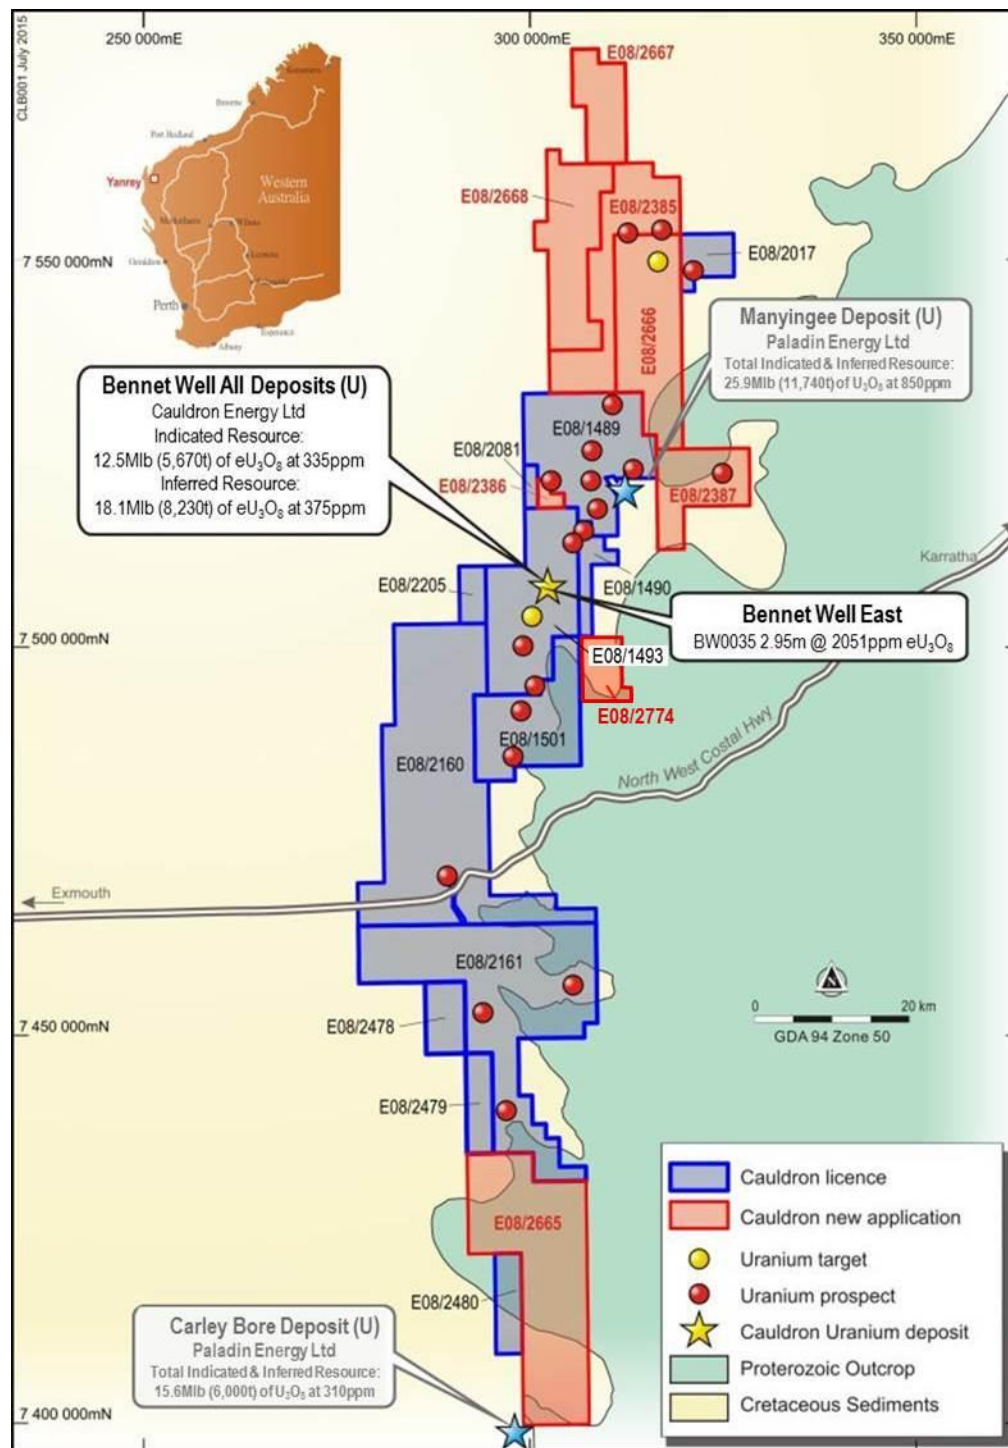 CLB001 July 2015
250 000mE
300 000mE
350 000mE
E08/2667
Port Hedland
Yanrey
Western
Australia
Geraldton
Perth
Albany
Esperance
E08/2668
E08/2385
7 550 000mN
E08/2017
E08/2666
Manyingee Deposit (U)
Paladin Energy Ltd
Total Indicated & Inferred Resource:
25.9Mlb (11,740t) of U₃O₈ at 850ppm
Bennet Well All Deposits (U)
Cauldron Energy Ltd
Indicated Resource:
12.5Mlb (5,670t) of eU₃O₈ at 335ppm
Inferred Resource:
18.1Mlb (8,230t) of eU₃O₈ at 375ppm
E08/1489
E08/2081
E08/2386
E08/2387
Karratha
E08/2205
E08/1490
Bennet Well East
BW0035 2.95m @ 2051ppm eU₃O₈
7 500 000mN
E08/1493
E08/2774
E08/1501
E08/2160
North West Costal Hwy
Exmouth
E08/2161
N
0 20 km
GDA 94 Zone 50
E08/2478
7 450 000mN
E08/2479
Cauldron licence
Cauldron new application
Uranium target
Uranium prospect
Cauldron Uranium deposit
Proterozoic Outcrop
Cretaceous Sediments
E08/2665
E08/2480
Carley Bore Deposit (U)
Paladin Energy Ltd
Total Indicated & Inferred Resource:
15.6Mlb (6,000t) of U₃O₈ at 310ppm
7 400 000mN